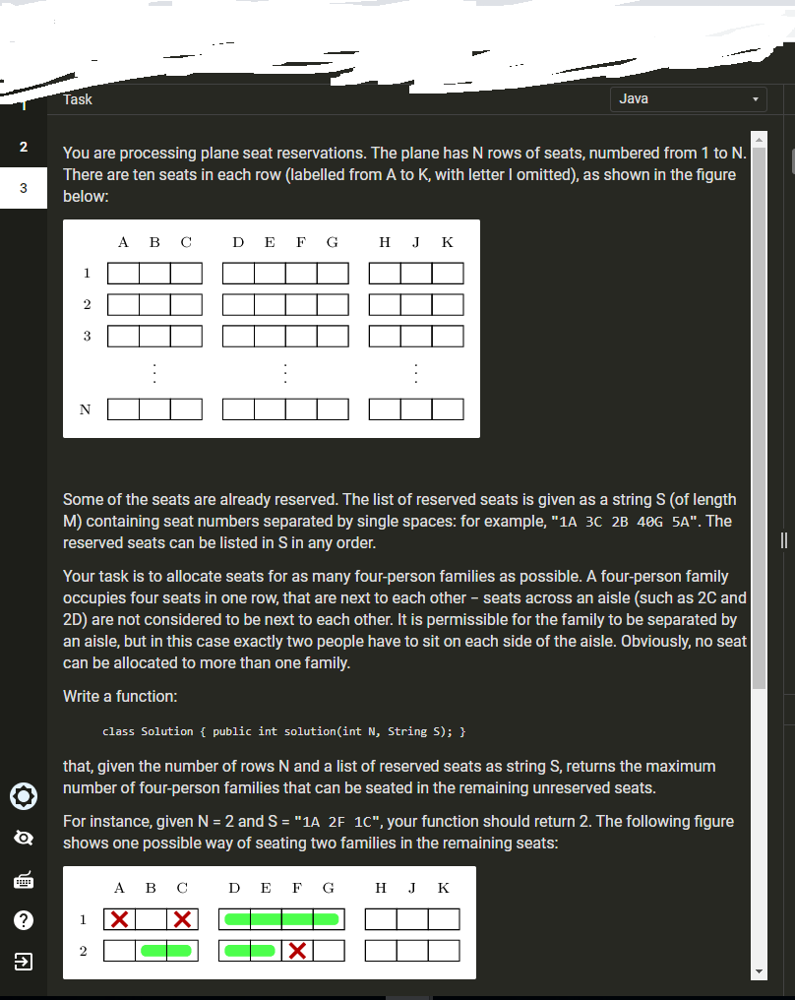 Task
Java
1
2
3
You are processing plane seat reservations. The plane has N rows of seats, numbered from 1 to N.
There are ten seats in each row (labelled from A to K, with letter I omitted), as shown in the figure
below:
A B C D E F G H J K
1
2
3
N
Some of the seats are already reserved. The list of reserved seats is given as a string S (of length
M) containing seat numbers separated by single spaces: for example, "1A 3C 2B 40G 5A". The
reserved seats can be listed in S in any order.
Your task is to allocate seats for as many four-person families as possible. A four-person family
occupies four seats in one row, that are next to each other – seats across an aisle (such as 2C and
2D) are not considered to be next to each other. It is permissible for the family to be separated by
an aisle, but in this case exactly two people have to sit on each side of the aisle. Obviously, no seat
can be allocated to more than one family.
Write a function:
class Solution { public int solution(int N, String S); }
that, given the number of rows N and a list of reserved seats as string S, returns the maximum
number of four-person families that can be seated in the remaining unreserved seats.
For instance, given N = 2 and S = "1A 2F 1C", your function should return 2. The following figure
shows one possible way of seating two families in the remaining seats:
A B C D E F G H J K
1
2